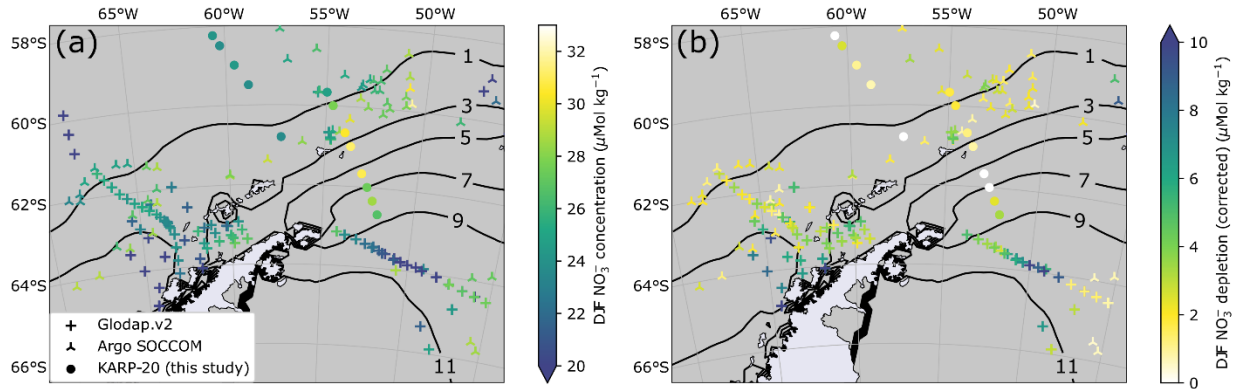 65°W 60°W 55°W 50°W
(a)
58°S
60°S
62°S
64°S
66°S
1
3
5
7
9
11
Glodap.v2
Argo SOCCOM
KARP-20 (this study)
32
30
28
26
24
22
20
DJF NO₃⁻ concentration (μMol kg⁻¹)
65°W 60°W 55°W 50°W
(b)
58°S
60°S
62°S
64°S
66°S
1
3
5
7
9
11
10
8
6
4
2
0
DJF NO₃⁻ depletion (corrected) (μMol kg⁻¹)